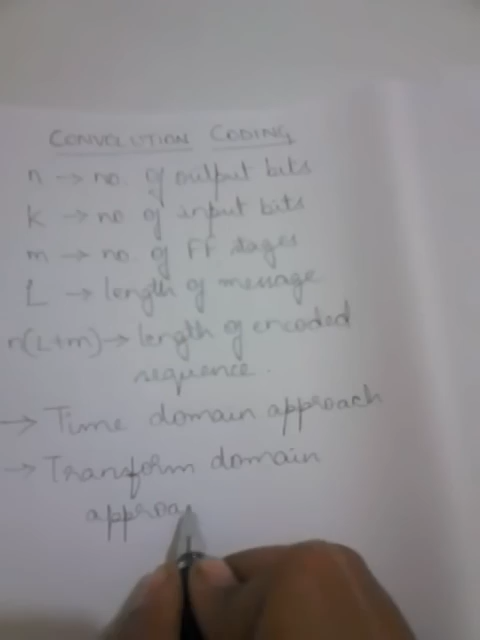 CONVOLUTION CODING
n → no. of output bits
k → no of input bits
m → no. of FF stages
L → length of message
n(L+m) → length of encoded
sequence.
→ Time domain approach
→ Transform domain
approa